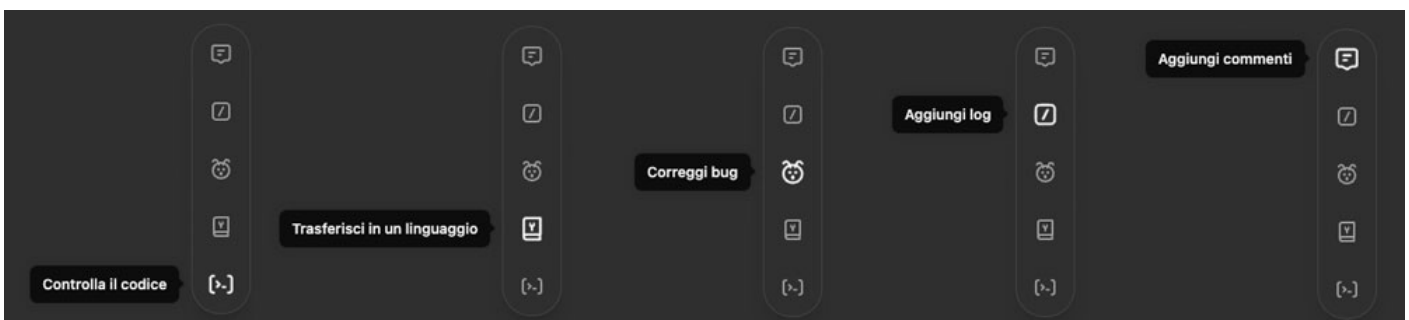 Aggiungi commenti
Aggiungi log
Correggi bug
Trasferisci in un linguaggio
Controlla il codice